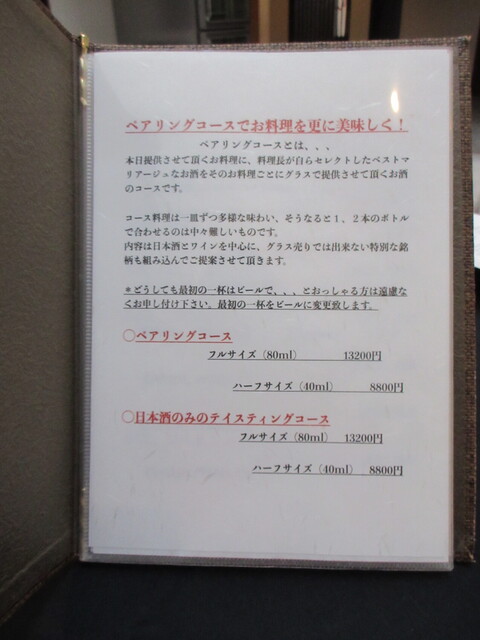 ペアリングコースでお料理を更に美味しく！
ペアリングコースとは、、、
本日提供させて頂くお料理に、料理長が自らセレクトしたベストマ
リアージュなお酒をそのお料理ごとにグラスで提供させて頂くお酒
のコースです。
コース料理は一皿ずつ多様な味わい、そうなると１、２本のボトル
で合わせるのは中々難しいものです。
内容は日本酒とワインを中心に、グラス売りでは出来ない特別な銘
柄も組み込んでご提案させて頂きます。
＊どうしても最初の一杯はビールで、、、とおっしゃる方は遠慮な
くお申し付け下さい。最初の一杯をビールに変更致します。
〇ペアリングコース
フルサイズ（80ml） 13200円
ハーフサイズ（40ml） 8800円
〇日本酒のみのテイスティングコース
フルサイズ（80ml） 13200円
ハーフサイズ（40ml） 8800円